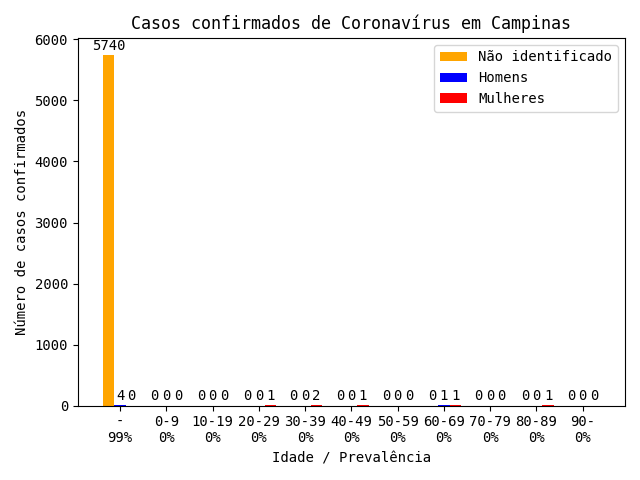 Casos confirmados de Coronavírus em Campinas
6000
5000
4000
3000
2000
1000
0
Número de casos confirmados
Não identificado
Homens
Mulheres
5740
4 0 0 0 0 0 0 0 0 0 1 0 0 2 0 0 1 0 0 0 0 1 1 0 0 0 0 0 1 0 0 0
- 0-9 10-19 20-29 30-39 40-49 50-59 60-69 70-79 80-89 90-
99% 0% 0% 0% 0% 0% 0% 0% 0% 0% 0%
Idade / Prevalência